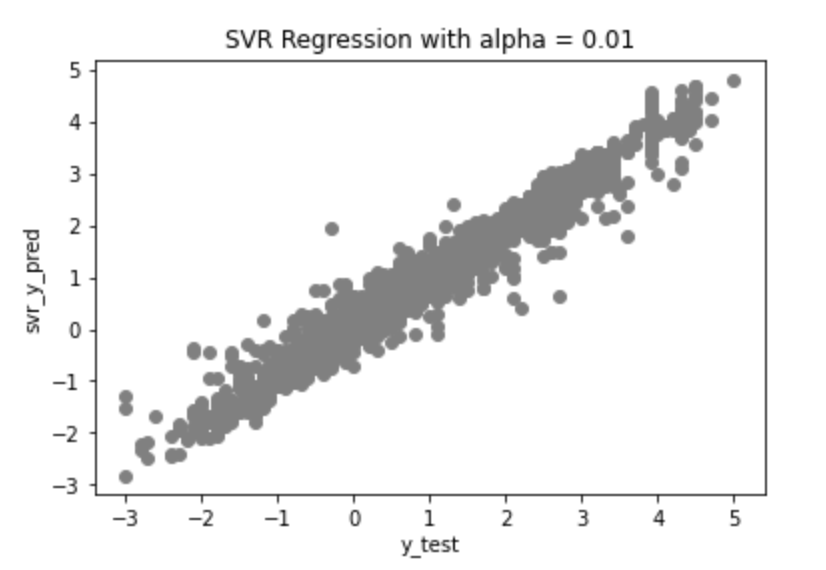 SVR Regression with alpha = 0.01
5
4
3
2
1
0
−1
−2
−3
svr_y_pred
−3 −2 −1 0 1 2 3 4 5
y_test